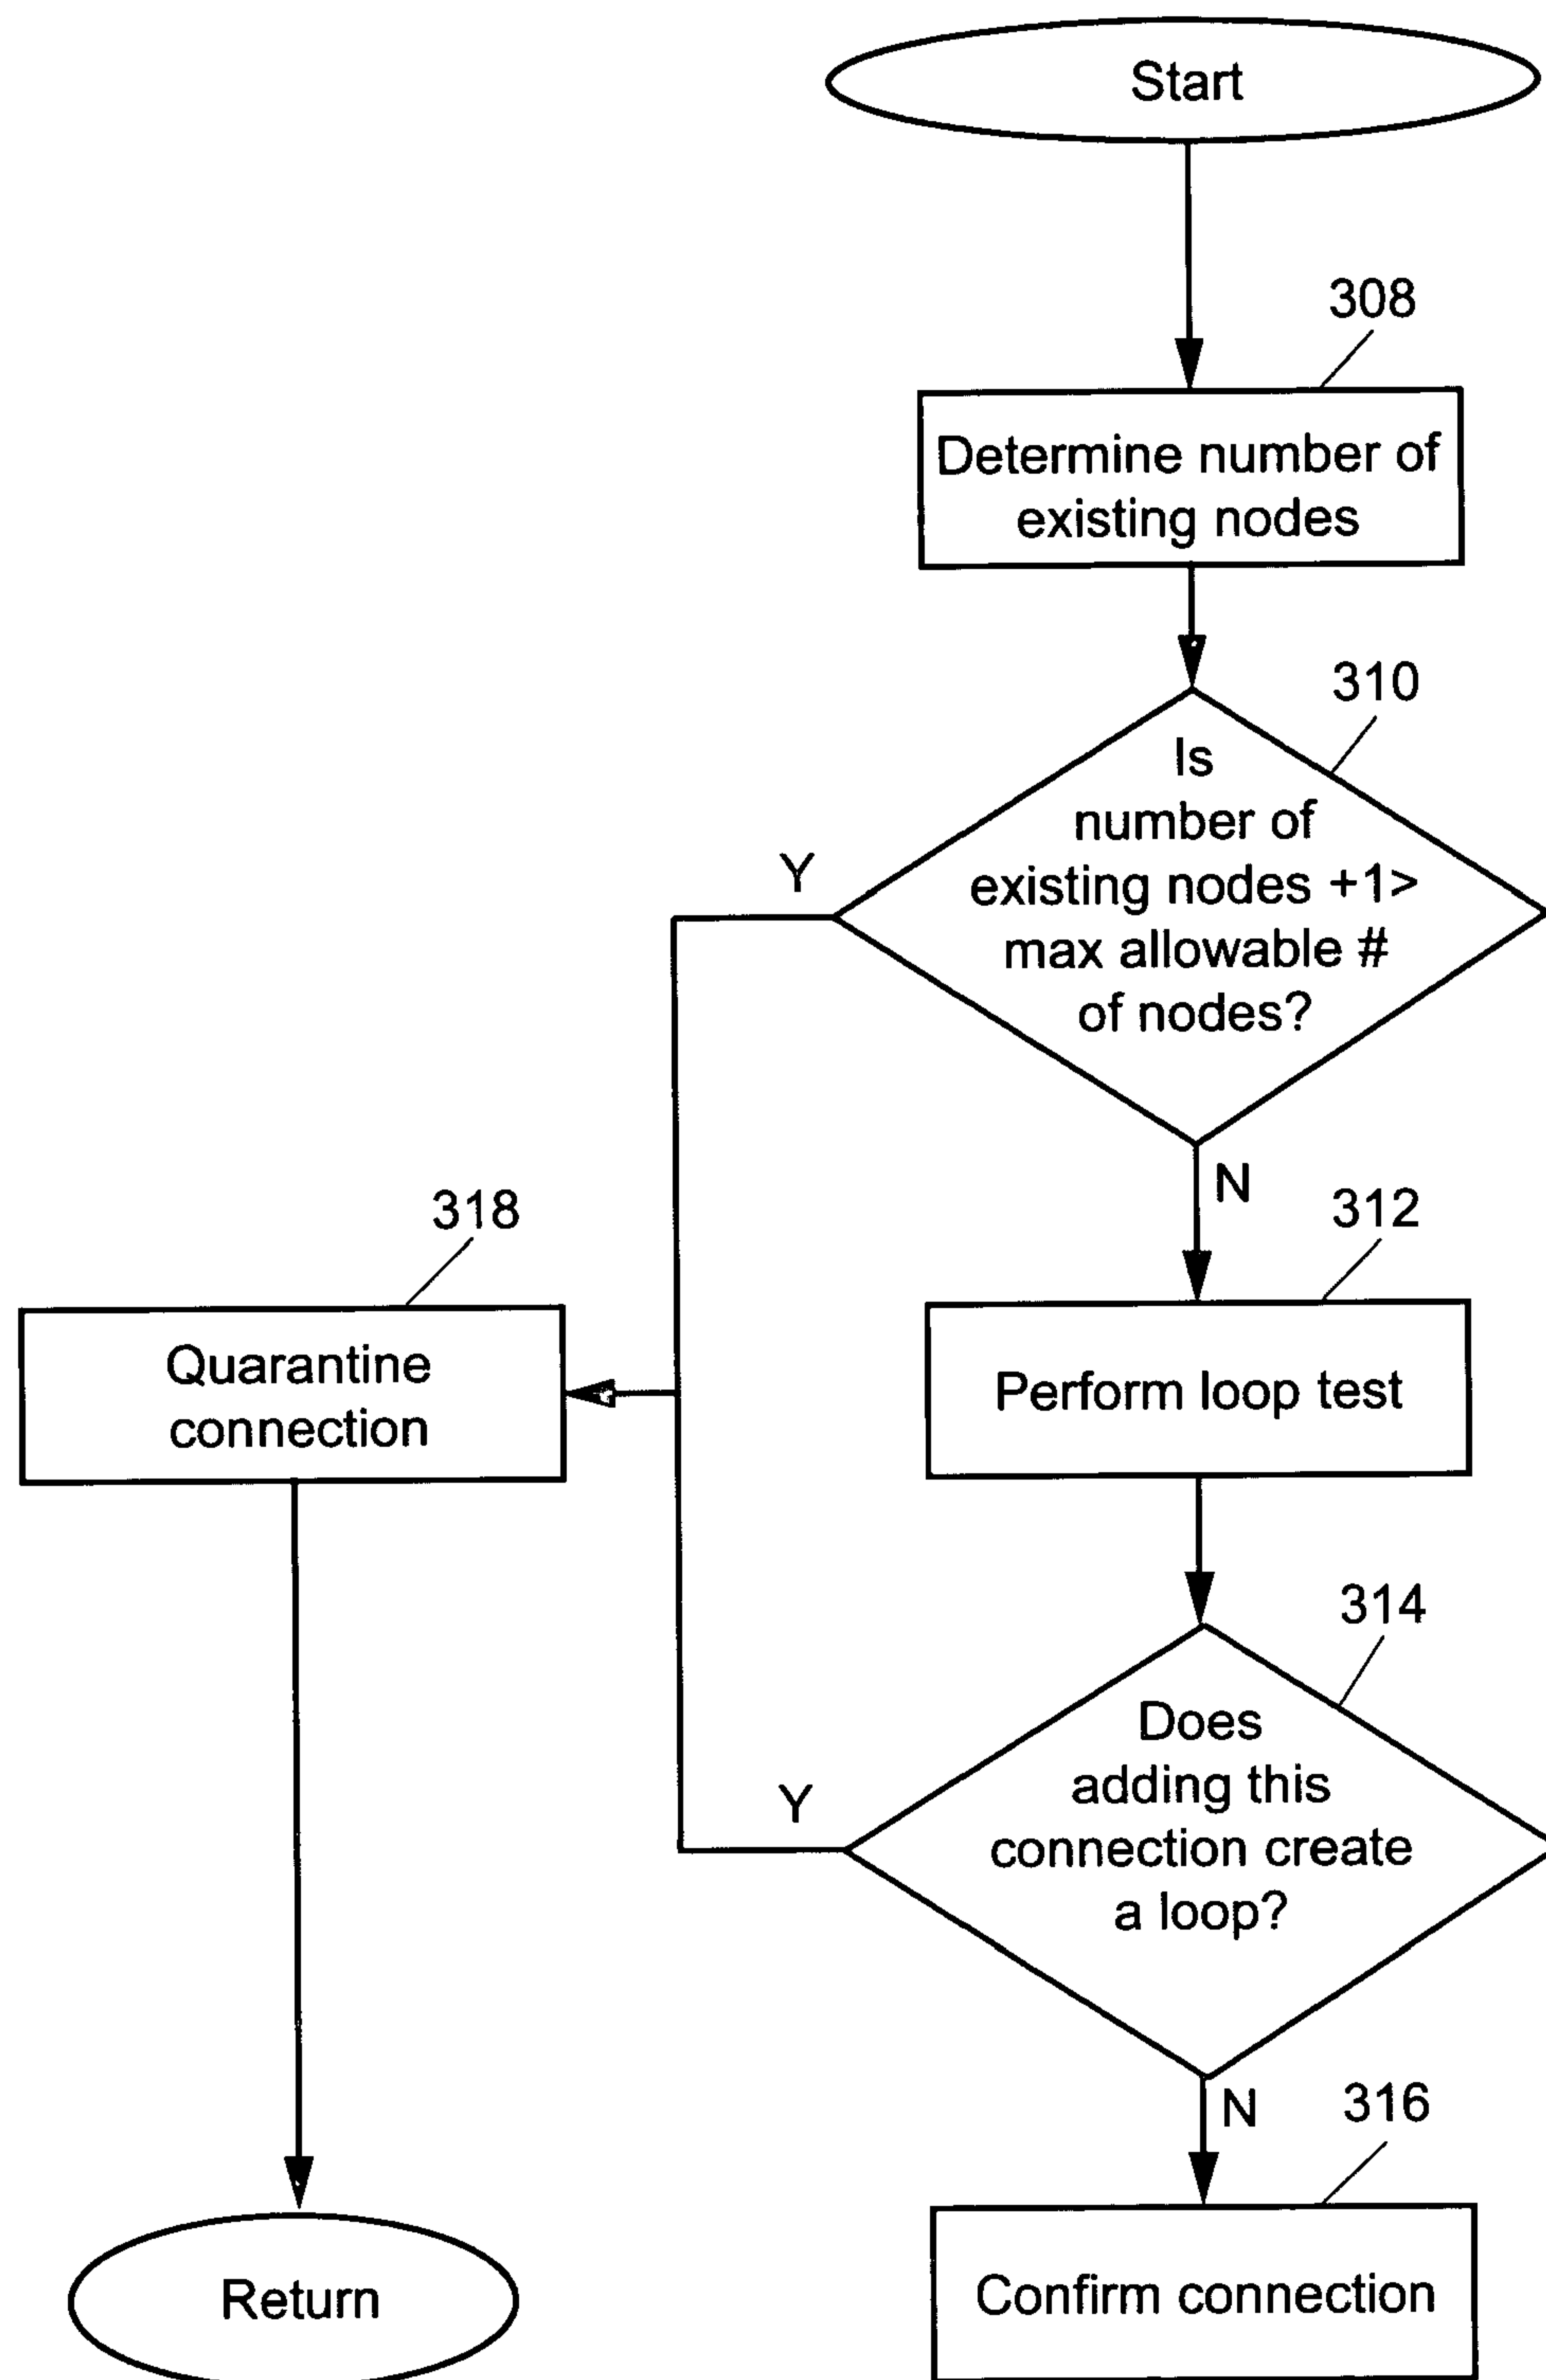 Start
308
Determine number of
existing nodes
310
Is
number of
existing nodes +1>
max allowable #
of nodes?
Y
N
318
312
Quarantine
connection
Perform loop test
314
Does
adding this
connection create
a loop?
Y
N
316
Return
Confirm connection